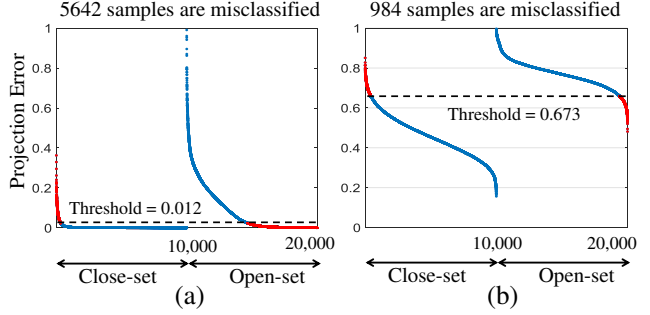 5642 samples are misclassified
984 samples are misclassified
Projection Error
1
0.8
0.6
0.4
0.2
0
Threshold = 0.012
10,000
20,000
Close-set
Open-set
(a)
1
0.8
0.6
0.4
0.2
0
Threshold = 0.673
10,000
20,000
Close-set
Open-set
(b)